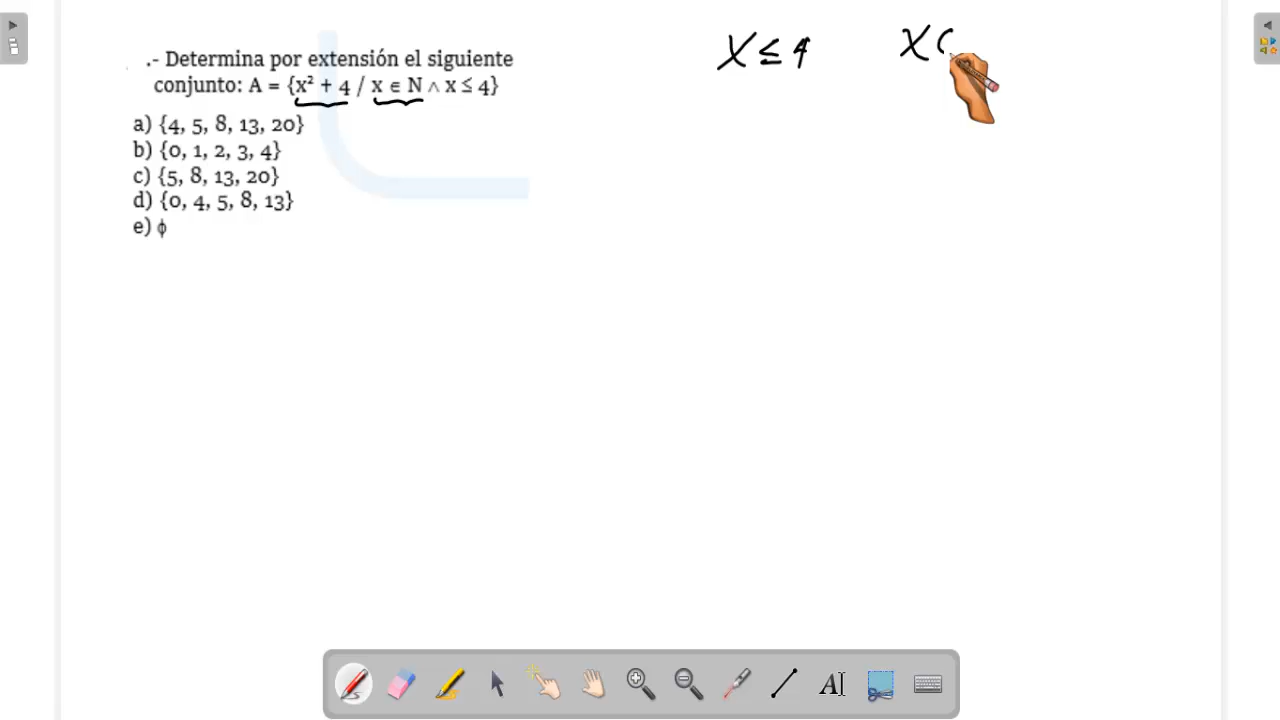 .- Determina por extensión el siguiente
conjunto: A = {x² + 4 / x ∈ N ∧ x ≤ 4}
a) {4, 5, 8, 13, 20}
b) {0, 1, 2, 3, 4}
c) {5, 8, 13, 20}
d) {0, 4, 5, 8, 13}
e) ϕ
X ≤ 4
X